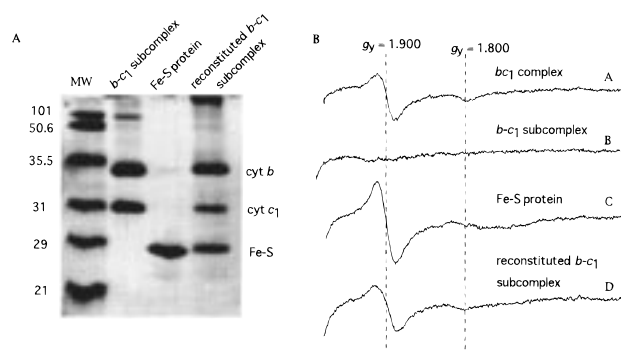 A
MW
b-c1 subcomplex
Fe-S protein
reconstituted b-c1
subcomplex
101
50.6
35.5
31
29
21
cyt b
cyt c1
Fe-S
B
gy = 1.900
gy = 1.800
bc1 complex
A
b-c1 subcomplex
B
Fe-S protein
C
reconstituted b-c1
subcomplex
D